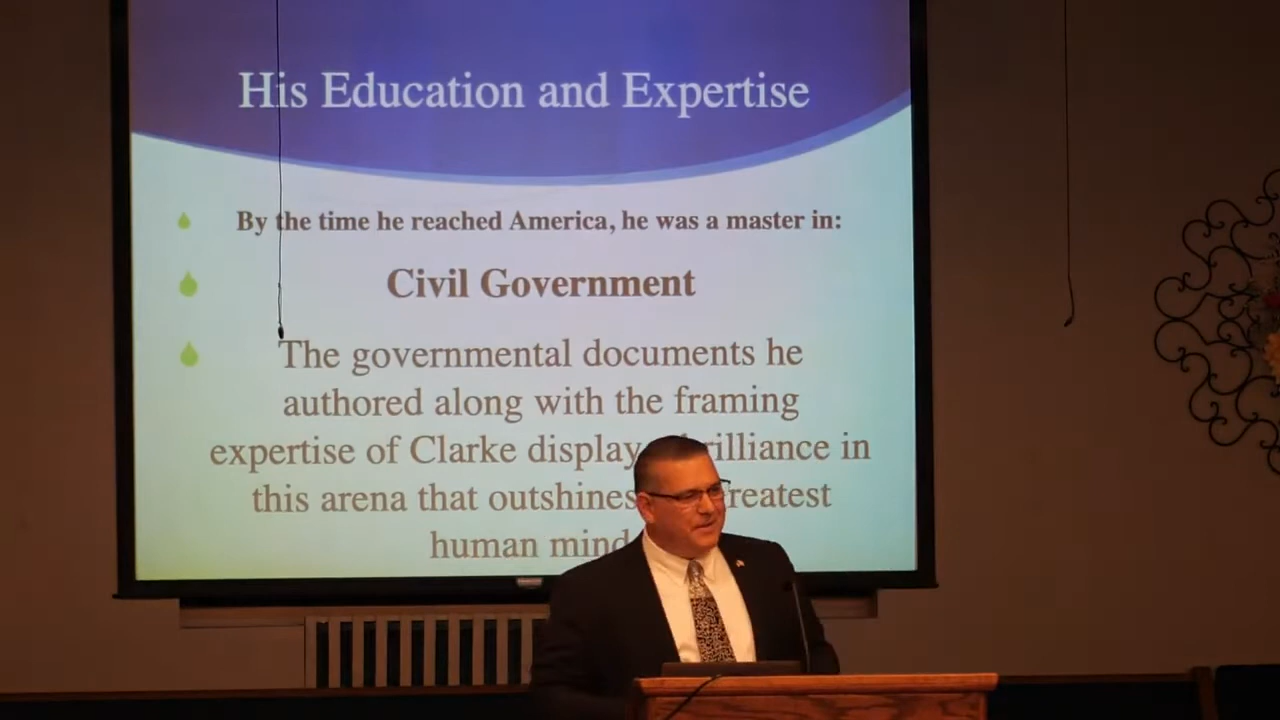 His Education and Expertise
By the time he reached America, he was a master in:
Civil Government
The governmental documents he
authored along with the framing
expertise of Clarke display in
this arena that outshines
human mind